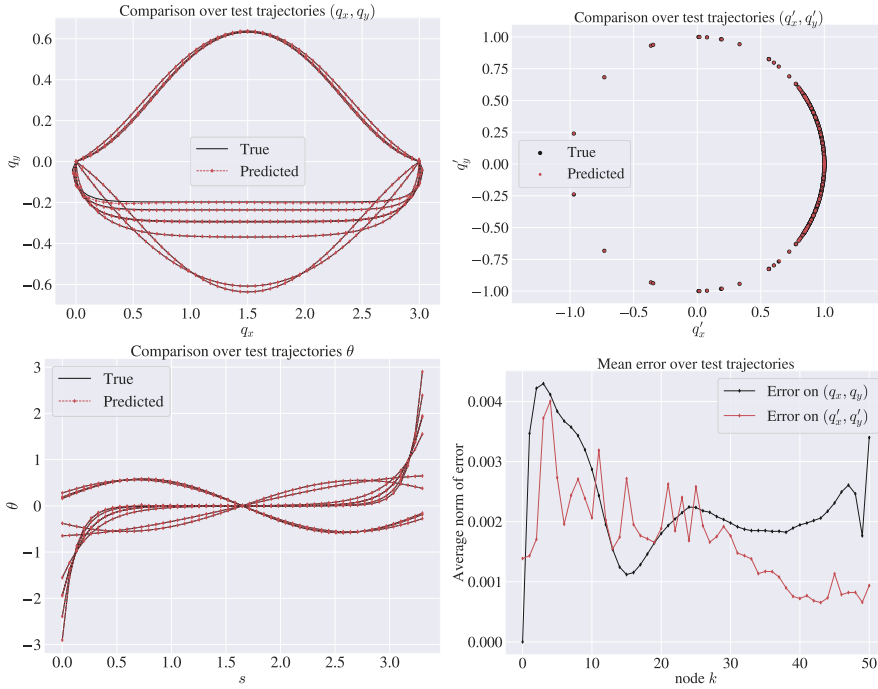 Comparison over test trajectories (q_x, q_y)
0.6
0.4
0.2
0.0
−0.2
−0.4
−0.6
q_y
True
Predicted
0.0 0.5 1.0 1.5 2.0 2.5 3.0
q_x
Comparison over test trajectories (q′_x, q′_y)
1.00
0.75
0.50
0.25
0.00
−0.25
−0.50
−0.75
−1.00
q′_y
True
Predicted
−1.0 −0.5 0.0 0.5 1.0
q′_x
Comparison over test trajectories θ
3
2
1
0
−1
−2
−3
θ
True
Predicted
0.0 0.5 1.0 1.5 2.0 2.5 3.0
s
Mean error over test trajectories
0.004
0.003
0.002
0.001
0.000
Average norm of error
Error on (q_x, q_y)
Error on (q′_x, q′_y)
0 10 20 30 40 50
node k